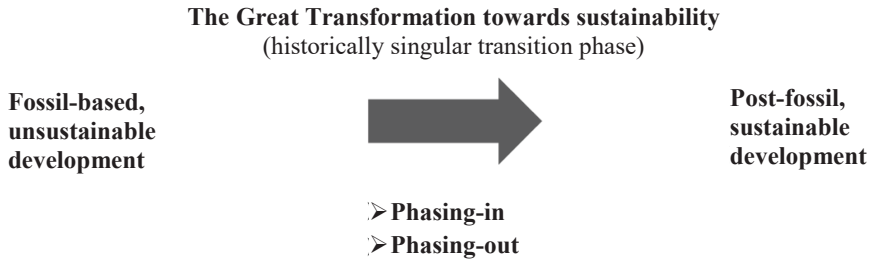 The Great Transformation towards sustainability
(historically singular transition phase)
Fossil-based,
unsustainable
development
Post-fossil,
sustainable
development
➢Phasing-in
➢Phasing-out